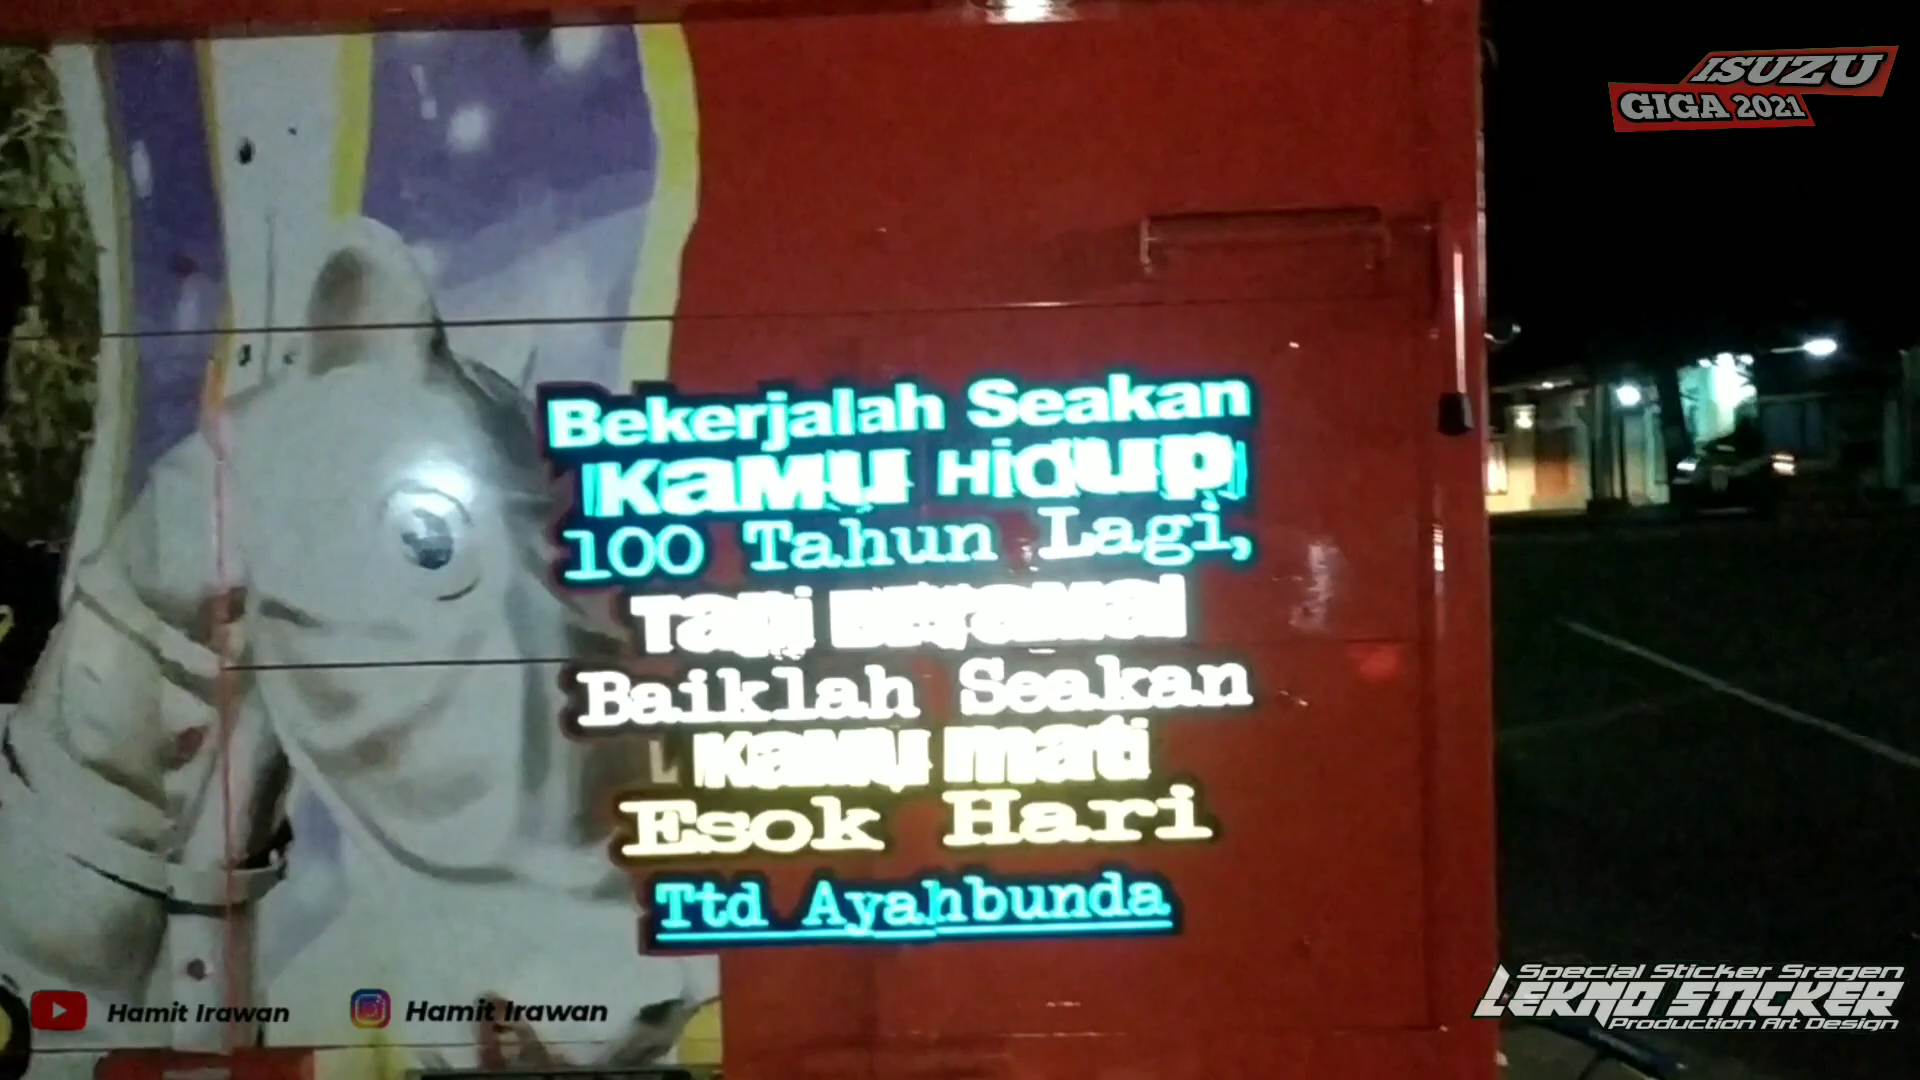 ISUZU
GIGA 2021
Bekerjalah Seakan
Kamu Hidup
100 Tahun Lagi,
Tapi Beramal
Baiklah Seakan
Kamu mati
Esok Hari
Ttd Ayahbunda
Hamit Irawan
Hamit Irawan
Special Sticker Sragen
LEKNO STICKER
Production Art Design